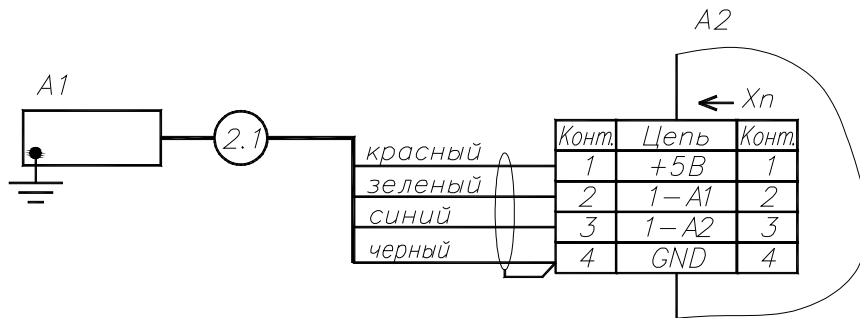 A2
A1
Xn
2.1
Конт. Цепь Конт.
красный 1 +5В 1
зеленый 2 1-A1 2
синий 3 1-A2 3
черный 4 GND 4